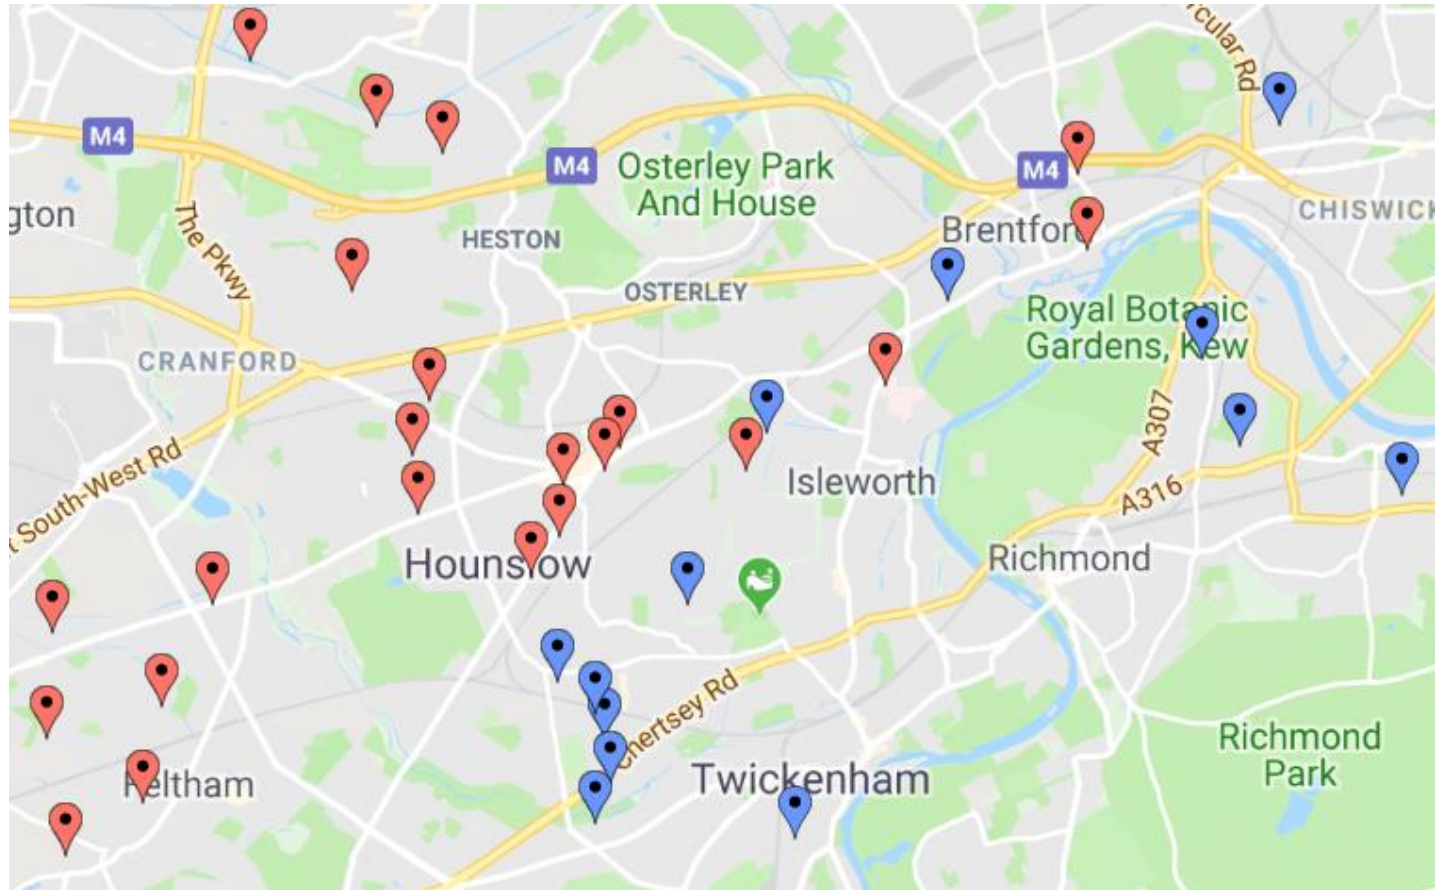 rcular Rd
M4
M4
Osterley Park
And House
M4
gton
The Pkwy
HESTON
Brentford
CHISWICK
OSTERLEY
Royal Botanic
Gardens, Kew
CRANFORD
A307
t South-West Rd
Isleworth
A316
Hounslow
Richmond
Chertsey Rd
Richmond
Park
Feltham
Twickenham